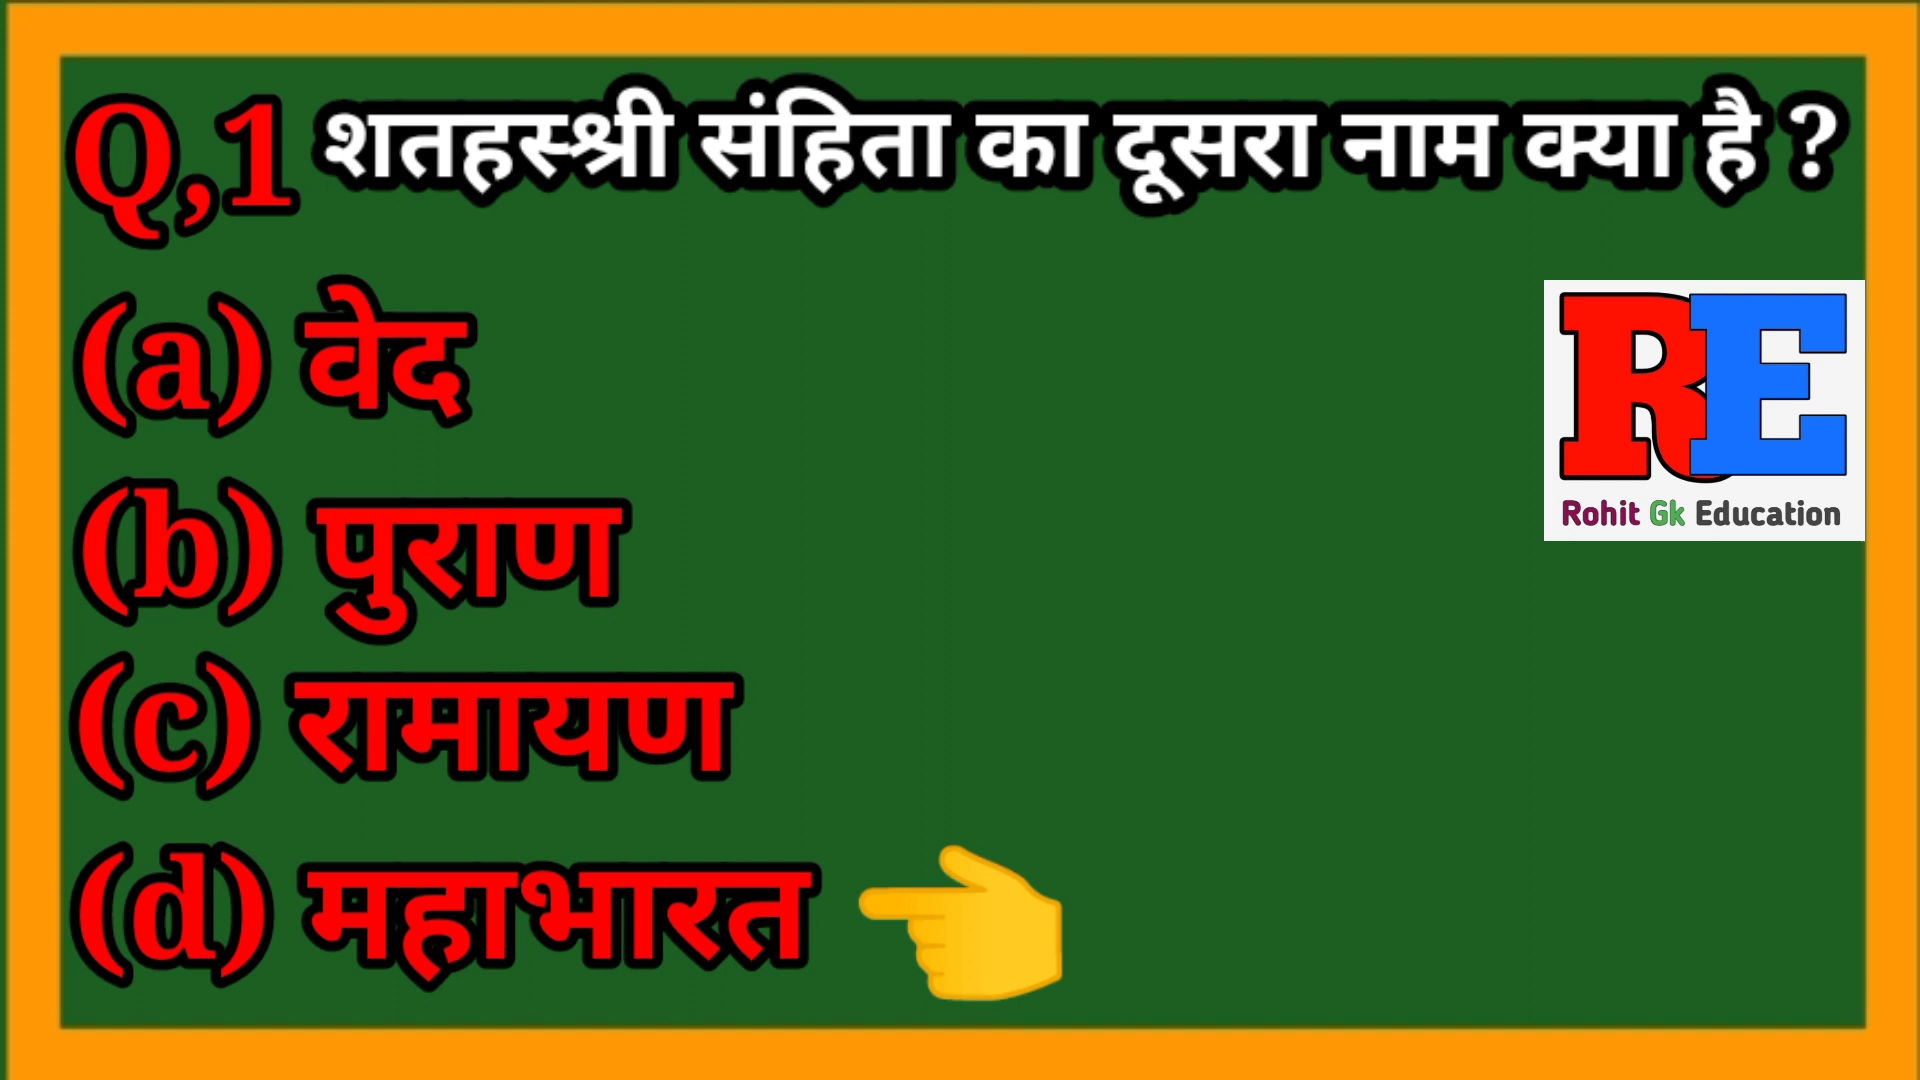 Q,1 शतहस्श्री संहिता का दूसरा नाम क्या है ?
(a) वेद
RE
Rohit Gk Education
(b) पुराण
(c) रामायण
(d) महाभारत